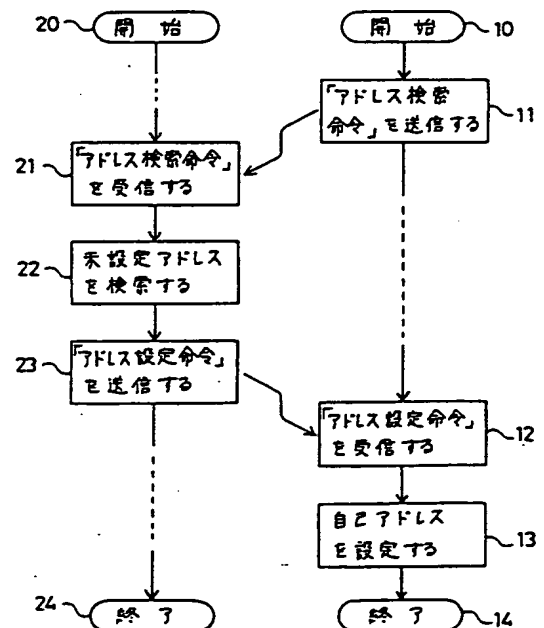 20
開始
開始
10
「アドレス検索
命令」を送信する
11
21
「アドレス検索命令」
を受信する
22
未設定アドレス
を検索する
23
「アドレス設定命令」
を送信する
「アドレス設定命令」
を受信する
12
自己アドレス
を設定する
13
24
終了
終了
14